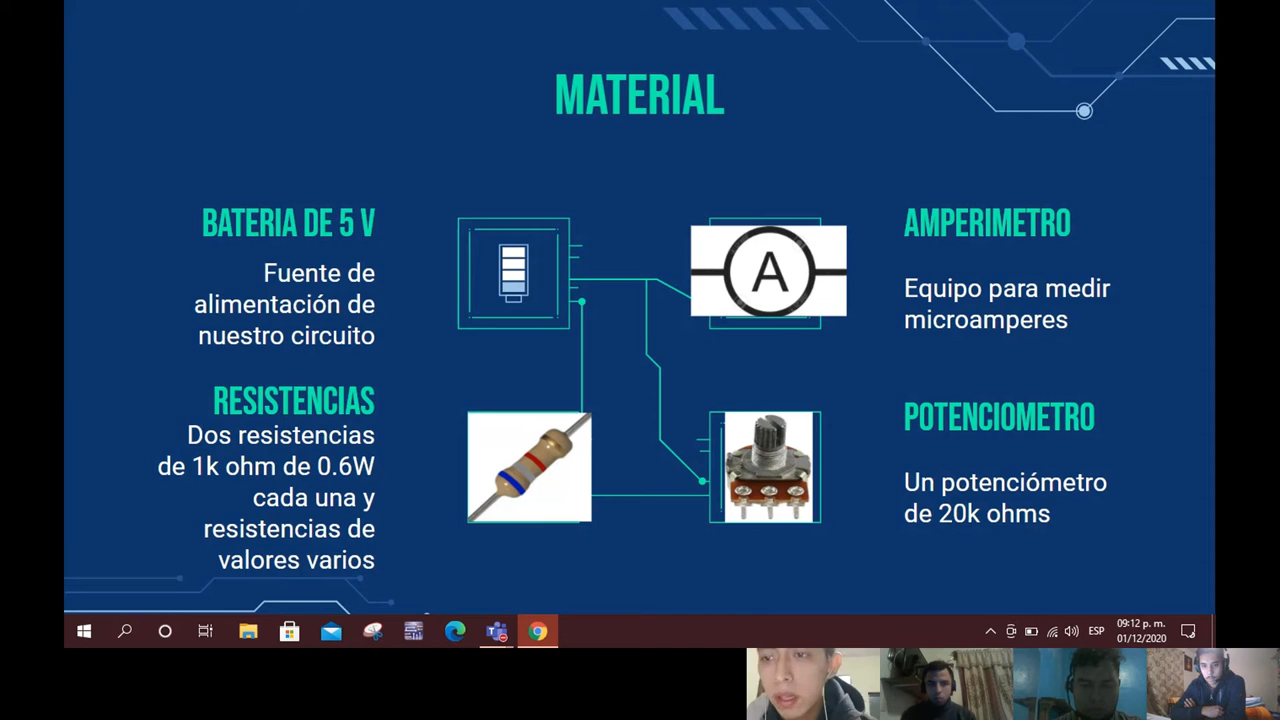 MATERIAL
BATERIA DE 5 V
Fuente de
alimentación de
nuestro circuito
RESISTENCIAS
Dos resistencias
de 1k ohm de 0.6W
cada una y
resistencias de
valores varios
A
AMPERIMETRO
Equipo para medir
microamperes
POTENCIOMETRO
Un potenciómetro
de 20k ohms
ESP
09:12 p. m.
01/12/2020